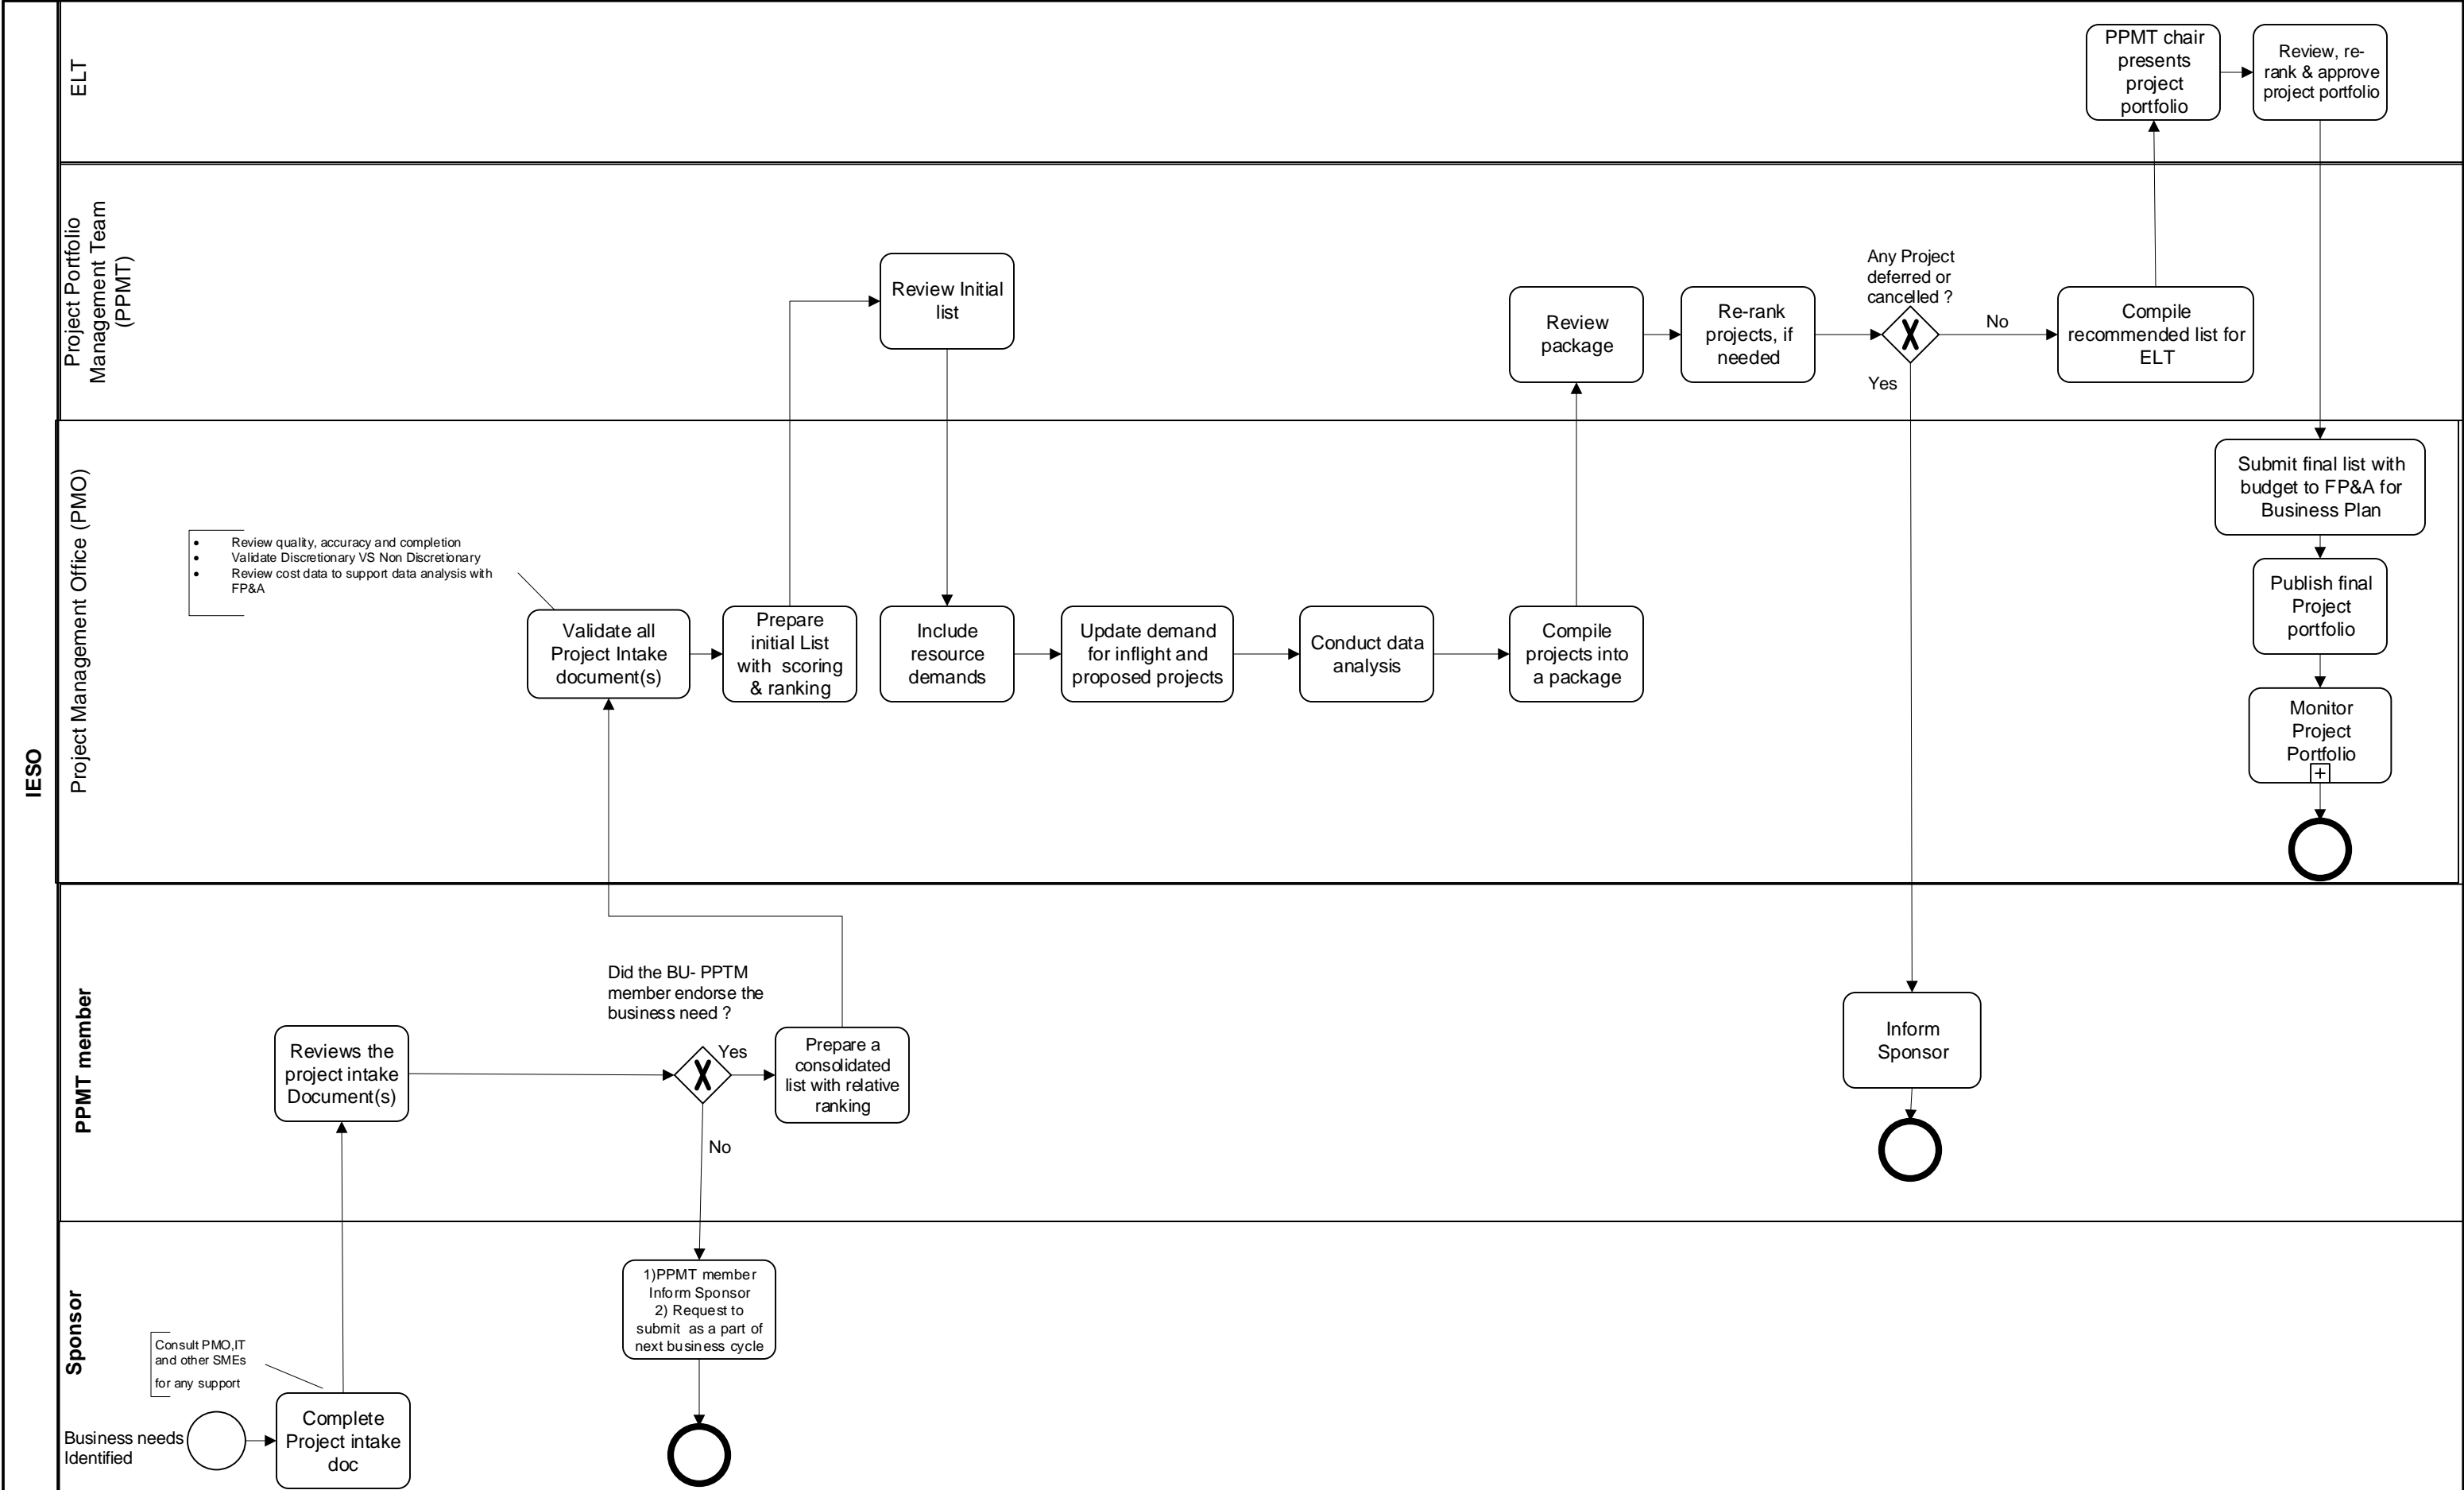 IESO
ELT
PPMT chair
presents
project
portfolio
Review, re-
rank & approve
project portfolio
Project Portfolio
Management Team
(PPMT)
Review Initial
list
Review
package
Re-rank
projects, if
needed
Any Project
deferred or
cancelled ?
No
Yes
Compile
recommended list for
ELT
Project Management Office (PMO)
• Review quality, accuracy and completion
• Validate Discretionary VS Non Discretionary
• Review cost data to support data analysis with
FP&A
Validate all
Project Intake
document(s)
Prepare
initial List
with scoring
& ranking
Include
resource
demands
Update demand
for inflight and
proposed projects
Conduct data
analysis
Compile
projects into
a package
Submit final list with
budget to FP&A for
Business Plan
Publish final
Project
portfolio
Monitor
Project
Portfolio
PPMT member
Reviews the
project intake
Document(s)
Did the BU- PPTM
member endorse the
business need ?
Yes
No
Prepare a
consolidated
list with relative
ranking
Inform
Sponsor
Sponsor
Business needs
Identified
Consult PMO,IT
and other SMEs
for any support
Complete
Project intake
doc
1)PPMT member
Inform Sponsor
2) Request to
submit as a part of
next business cycle